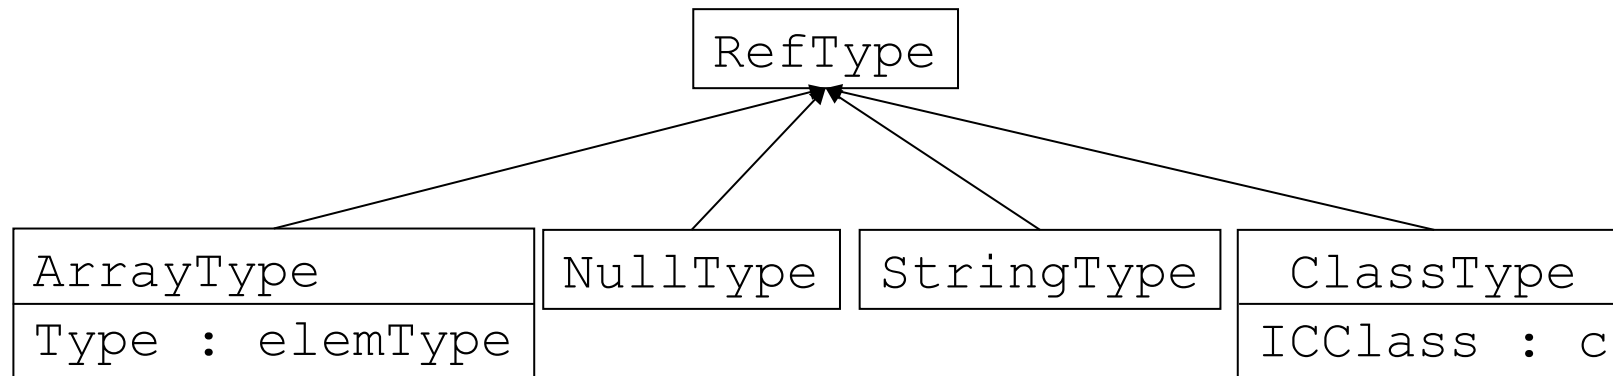 RefType
ArrayType
NullType
StringType
ClassType
Type : elemType
ICClass : c